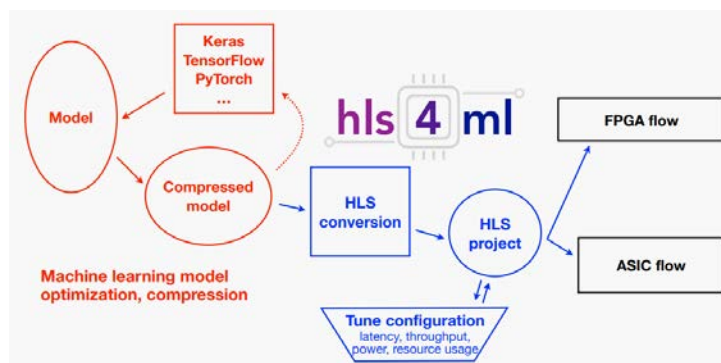 Keras
TensorFlow
PyTorch
...
Model
Compressed
model
hls 4 ml
HLS
conversion
HLS
project
FPGA flow
ASIC flow
Machine learning model
optimization, compression
Tune configuration
latency, throughput,
power, resource usage